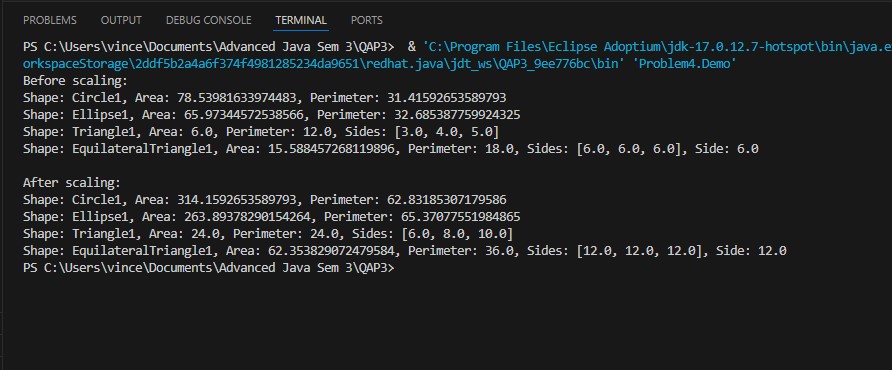 PROBLEMS OUTPUT DEBUG CONSOLE TERMINAL PORTS
PS C:\Users\vince\Documents\Advanced Java Sem 3\QAP3> & 'C:\Program Files\Eclipse Adoptium\jdk-17.0.12.7-hotspot\bin\java.e
orkspaceStorage\2ddf5b2a4a6f374f4981285234da9651\redhat.java\jdt_ws\QAP3_9ee776bc\bin' 'Problem4.Demo'
Before scaling:
Shape: Circle1, Area: 78.53981633974483, Perimeter: 31.41592653589793
Shape: Ellipse1, Area: 65.97344572538566, Perimeter: 32.685387759924325
Shape: Triangle1, Area: 6.0, Perimeter: 12.0, Sides: [3.0, 4.0, 5.0]
Shape: EquilateralTriangle1, Area: 15.588457268119896, Perimeter: 18.0, Sides: [6.0, 6.0, 6.0], Side: 6.0
After scaling:
Shape: Circle1, Area: 314.1592653589793, Perimeter: 62.83185307179586
Shape: Ellipse1, Area: 263.89378290154264, Perimeter: 65.37077551984865
Shape: Triangle1, Area: 24.0, Perimeter: 24.0, Sides: [6.0, 8.0, 10.0]
Shape: EquilateralTriangle1, Area: 62.353829072479584, Perimeter: 36.0, Sides: [12.0, 12.0, 12.0], Side: 12.0
PS C:\Users\vince\Documents\Advanced Java Sem 3\QAP3>